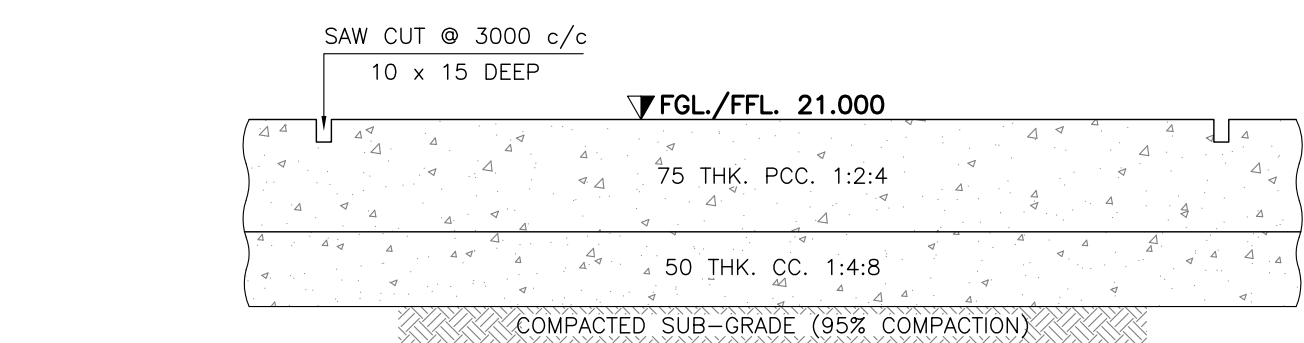 SAW CUT @ 3000 c/c
10 x 15 DEEP
FGL./FFL. 21.000
75 THK. PCC. 1:2:4
50 THK. CC. 1:4:8
COMPACTED SUB-GRADE (95% COMPACTION)